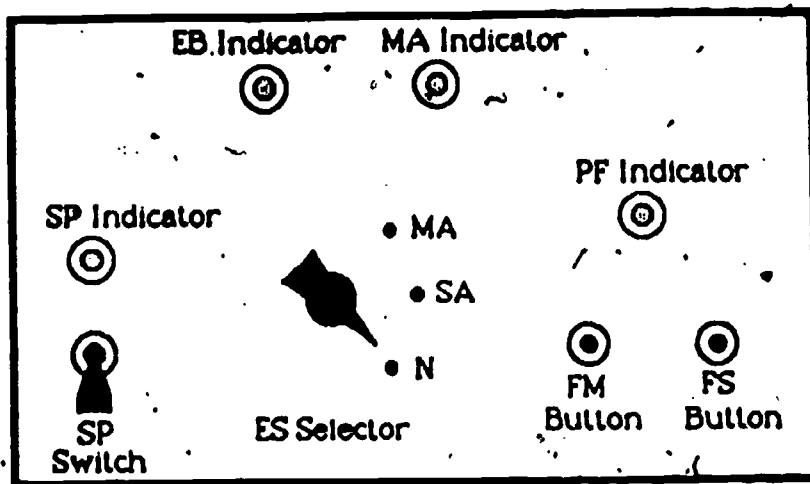 EB.Indicator MA Indicator
PF Indicator
SP Indicator
MA
SA
N
FM
Button
FS
Button
ES Selector
SP
Switch